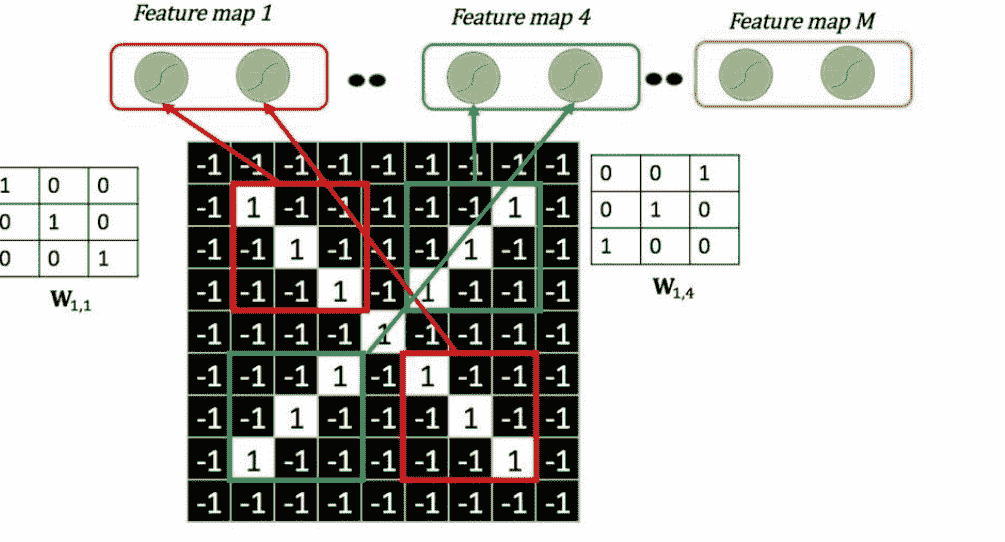 Feature map 1
Feature map 4
Feature map M
-1 -1 -1 -1 -1 -1 -1 -1 -1
-1 1 -1 -1 -1 -1 -1 1 -1
-1 -1 1 -1 -1 -1 1 -1 -1
-1 -1 -1 1 -1 1 -1 -1 -1
-1 -1 -1 -1 1 -1 -1 -1 -1
-1 -1 -1 1 -1 1 -1 -1 -1
-1 -1 1 -1 -1 -1 1 -1 -1
-1 1 -1 -1 -1 -1 -1 1 -1
-1 -1 -1 -1 -1 -1 -1 -1 -1
1 0 0
0 1 0
0 0 1
W1,1
0 0 1
0 1 0
1 0 0
W1,4